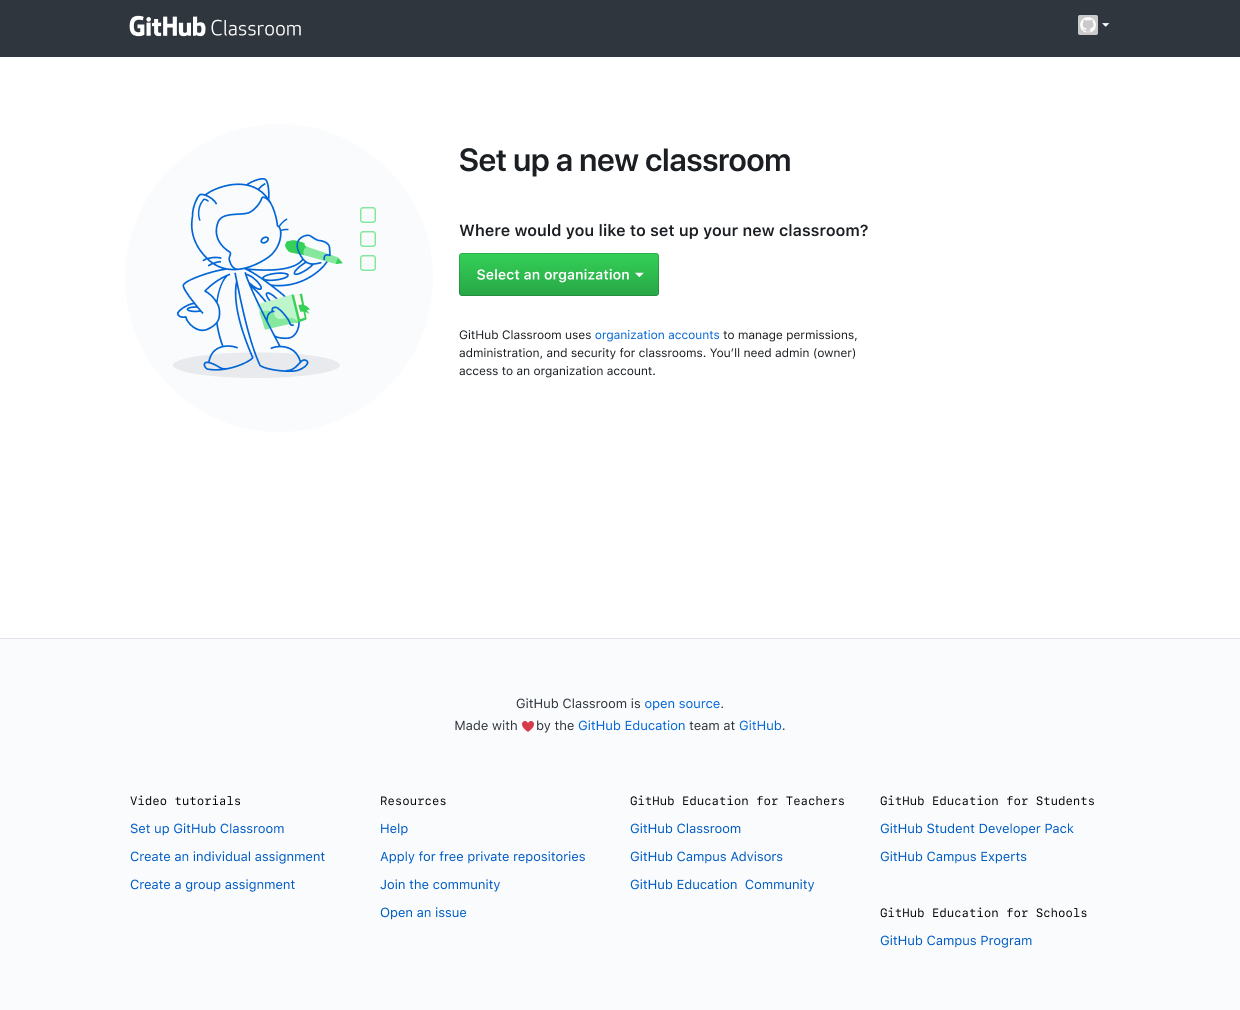 GitHub Classroom
Set up a new classroom
Where would you like to set up your new classroom?
Select an organization
GitHub Classroom uses organization accounts to manage permissions,
administration, and security for classrooms. You’ll need admin (owner)
access to an organization account.
GitHub Classroom is open source.
Made with by the GitHub Education team at GitHub.
Video tutorials
Set up GitHub Classroom
Create an individual assignment
Create a group assignment
Resources
Help
Apply for free private repositories
Join the community
Open an issue
GitHub Education for Teachers
GitHub Classroom
GitHub Campus Advisors
GitHub Education Community
GitHub Education for Students
GitHub Student Developer Pack
GitHub Campus Experts
GitHub Education for Schools
GitHub Campus Program